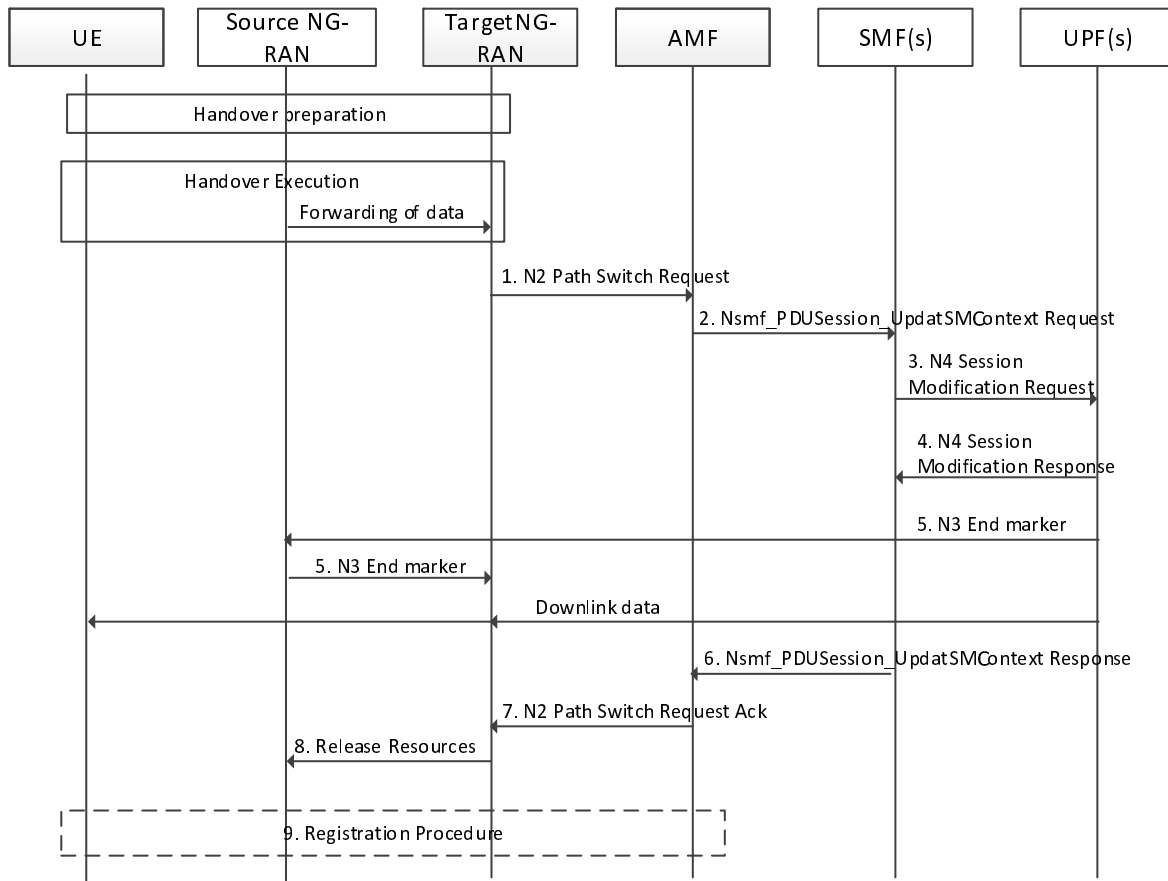 UE
Source NG-
RAN
TargetNG-
RAN
AMF
SMF(s)
UPF(s)
Handover preparation
Handover Execution
Forwarding of data
1. N2 Path Switch Request
2. Nsmf_PDUSession_UpdatSMContext Request
3. N4 Session
Modification Request
4. N4 Session
Modification Response
5. N3 End marker
5. N3 End marker
Downlink data
6. Nsmf_PDUSession_UpdatSMContext Response
7. N2 Path Switch Request Ack
8. Release Resources
9. Registration Procedure